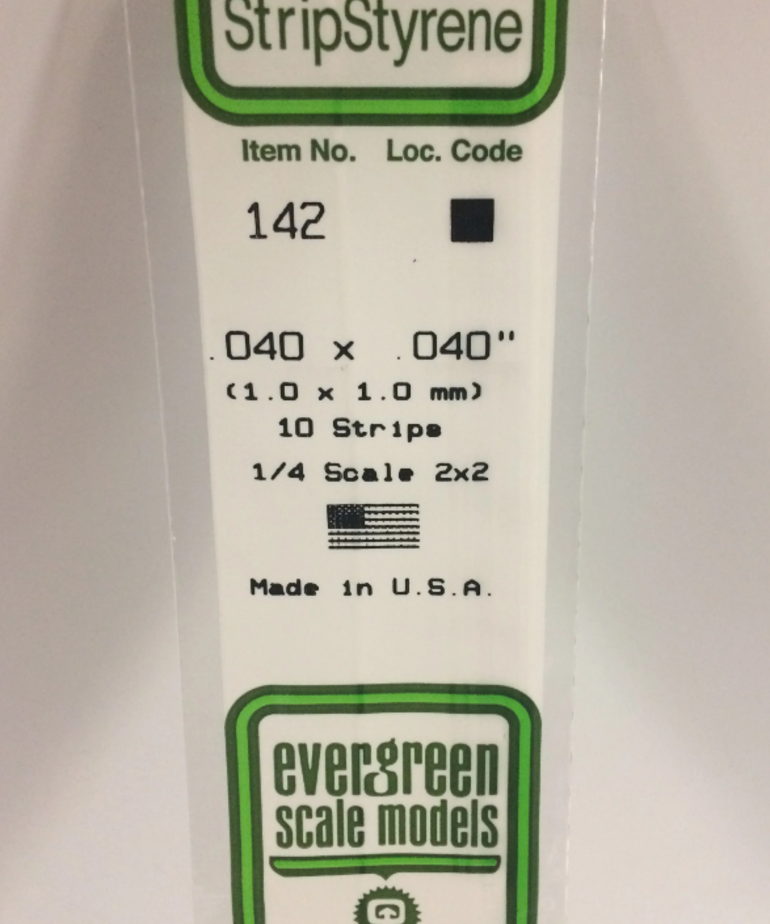 StripStyrene
Item No. Loc. Code
142
.040 x .040"
(1.0 x 1.0 mm)
10 Strips
1/4 Scale 2x2
Made in U.S.A.
evergreen
scale models